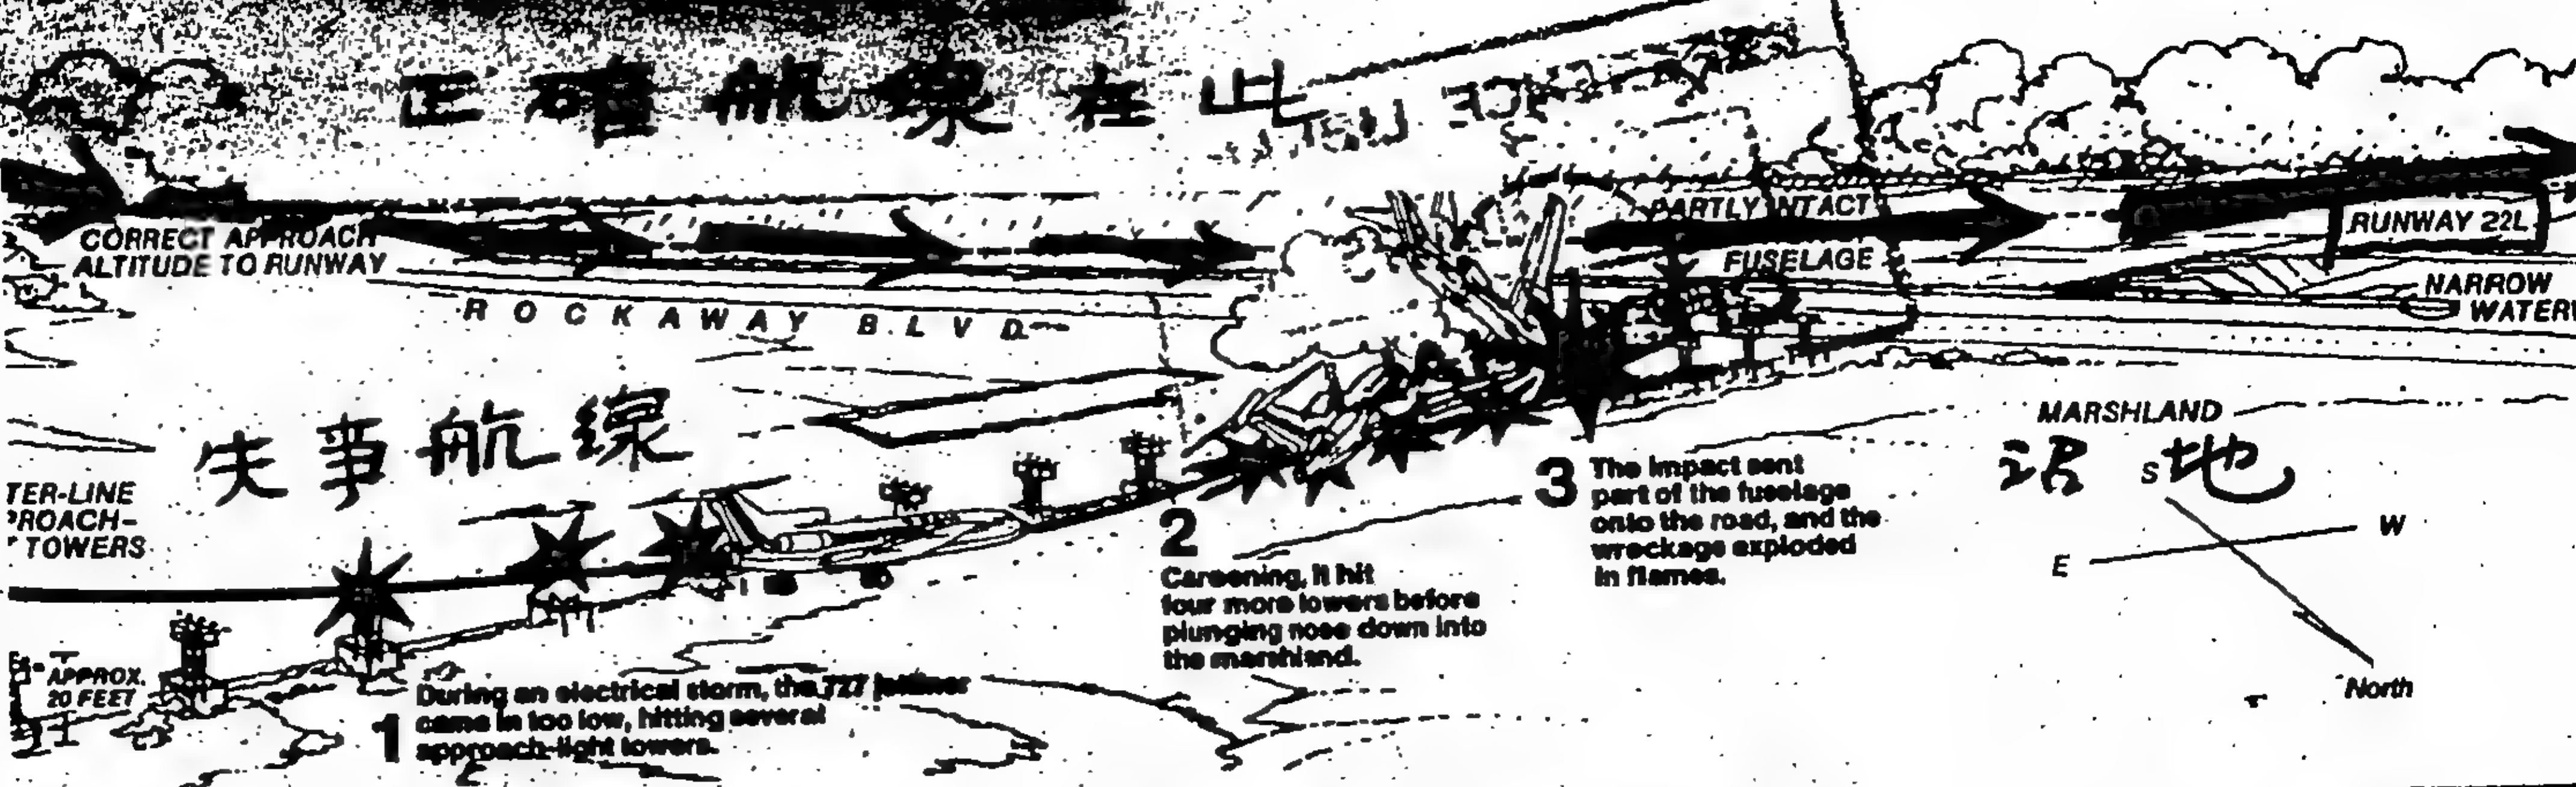 正确航線在此
CORRECT APPROACH
ALTITUDE TO RUNWAY
ROCKAWAY BLVD.
PARTLY INTACT
FUSELAGE
RUNWAY 22L
NARROW
WATERW
失事航線
TER-LINE
PROACH-
TOWERS
MARSHLAND
沼地
S
W
E
North
APPROX.
20 FEET
1 During an electrical storm, the 727 jetliner
came in too low, hitting several
approach-light towers.
2
Careening, it hit
four more towers before
plunging nose down into
the marshland.
3 The impact sent
part of the fuselage
onto the road, and the
wreckage exploded
in flames.